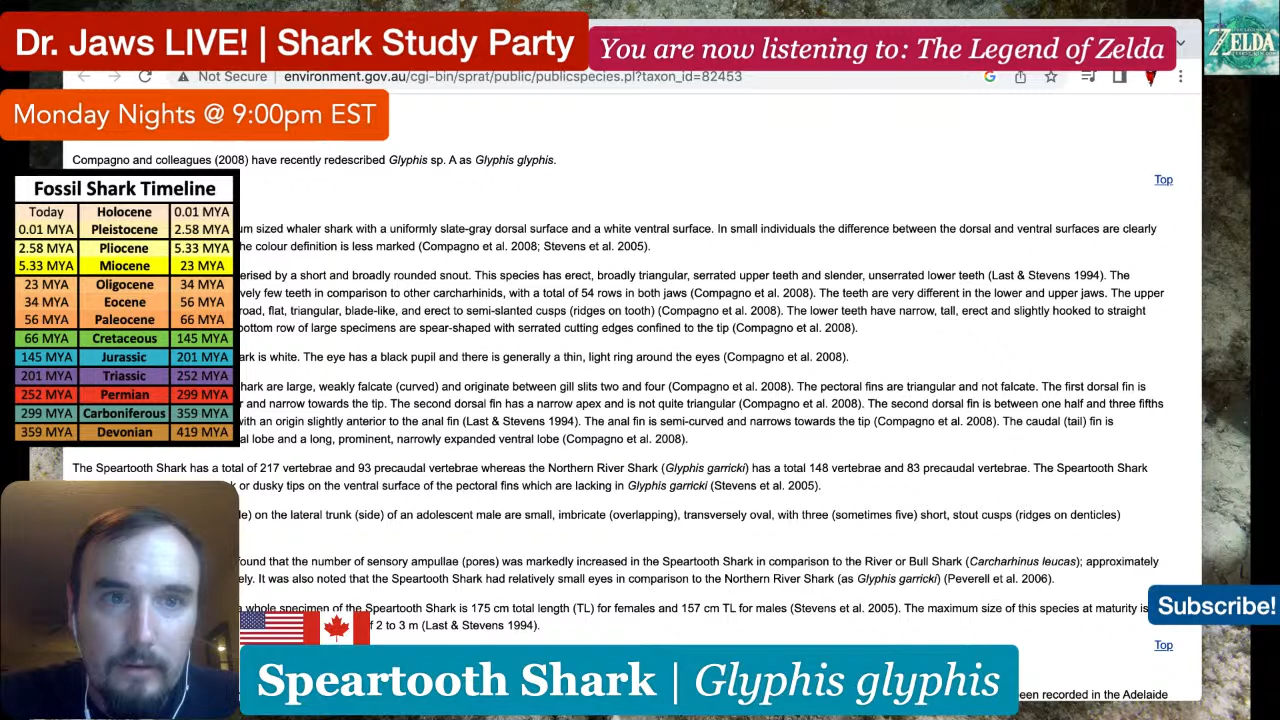 Dr. Jaws LIVE! | Shark Study Party
You are now listening to: The Legend of Zelda
ZELDA
Not Secure | environment.gov.au/cgi-bin/sprat/public/publicspecies.pl?taxon_id=82453
Monday Nights @ 9:00pm EST
Compagno and colleagues (2008) have recently redescribed Glyphis sp. A as Glyphis glyphis.
Top
Fossil Shark Timeline
Today Holocene 0.01 MYA
0.01 MYA Pleistocene 2.58 MYA
2.58 MYA Pliocene 5.33 MYA
5.33 MYA Miocene 23 MYA
23 MYA Oligocene 34 MYA
34 MYA Eocene 56 MYA
56 MYA Paleocene 66 MYA
66 MYA Cretaceous 145 MYA
145 MYA Jurassic 201 MYA
201 MYA Triassic 252 MYA
252 MYA Permian 299 MYA
299 MYA Carboniferous 359 MYA
359 MYA Devonian 419 MYA
um sized whaler shark with a uniformly slate-gray dorsal surface and a white ventral surface. In small individuals the difference between the dorsal and ventral surfaces are clearly
he colour definition is less marked (Compagno et al. 2008; Stevens et al. 2005).
erised by a short and broadly rounded snout. This species has erect, broadly triangular, serrated upper teeth and slender, unserrated lower teeth (Last & Stevens 1994). The
vely few teeth in comparison to other carcharhinids, with a total of 54 rows in both jaws (Compagno et al. 2008). The teeth are very different in the lower and upper jaws. The upper
road, flat, triangular, blade-like, and erect to semi-slanted cusps (ridges on tooth) (Compagno et al. 2008). The lower teeth have narrow, tall, erect and slightly hooked to straight
bottom row of large specimens are spear-shaped with serrated cutting edges confined to the tip (Compagno et al. 2008).
ark is white. The eye has a black pupil and there is generally a thin, light ring around the eyes (Compagno et al. 2008).
shark are large, weakly falcate (curved) and originate between gill slits two and four (Compagno et al. 2008). The pectoral fins are triangular and not falcate. The first dorsal fin is
r and narrow towards the tip. The second dorsal fin has a narrow apex and is not quite triangular (Compagno et al. 2008). The second dorsal fin is between one half and three fifths
with an origin slightly anterior to the anal fin (Last & Stevens 1994). The anal fin is semi-curved and narrows towards the tip (Compagno et al. 2008). The caudal (tail) fin is
al lobe and a long, prominent, narrowly expanded ventral lobe (Compagno et al. 2008).
The Speartooth Shark has a total of 217 vertebrae and 93 precaudal vertebrae whereas the Northern River Shark (Glyphis garricki) has a total 148 vertebrae and 83 precaudal vertebrae. The Speartooth Shark
k or dusky tips on the ventral surface of the pectoral fins which are lacking in Glyphis garricki (Stevens et al. 2005).
le) on the lateral trunk (side) of an adolescent male are small, imbricate (overlapping), transversely oval, with three (sometimes five) short, stout cusps (ridges on denticles)
found that the number of sensory ampullae (pores) was markedly increased in the Speartooth Shark in comparison to the River or Bull Shark (Carcharhinus leucas); approximately
ely. It was also noted that the Speartooth Shark had relatively small eyes in comparison to the Northern River Shark (as Glyphis garricki) (Peverell et al. 2006).
a whole specimen of the Speartooth Shark is 175 cm total length (TL) for females and 157 cm TL for males (Stevens et al. 2005). The maximum size of this species at maturity is
f 2 to 3 m (Last & Stevens 1994).
Subscribe!
Top
Speartooth Shark | Glyphis glyphis
een recorded in the Adelaide